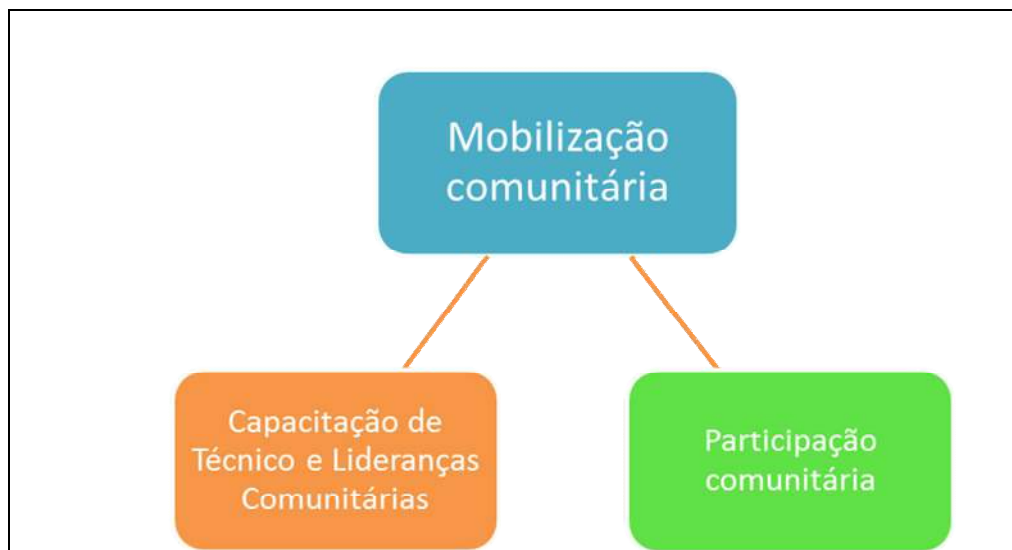 Mobilização
comunitária
Capacitação de
Técnico e Lideranças
Comunitárias
Participação
comunitária